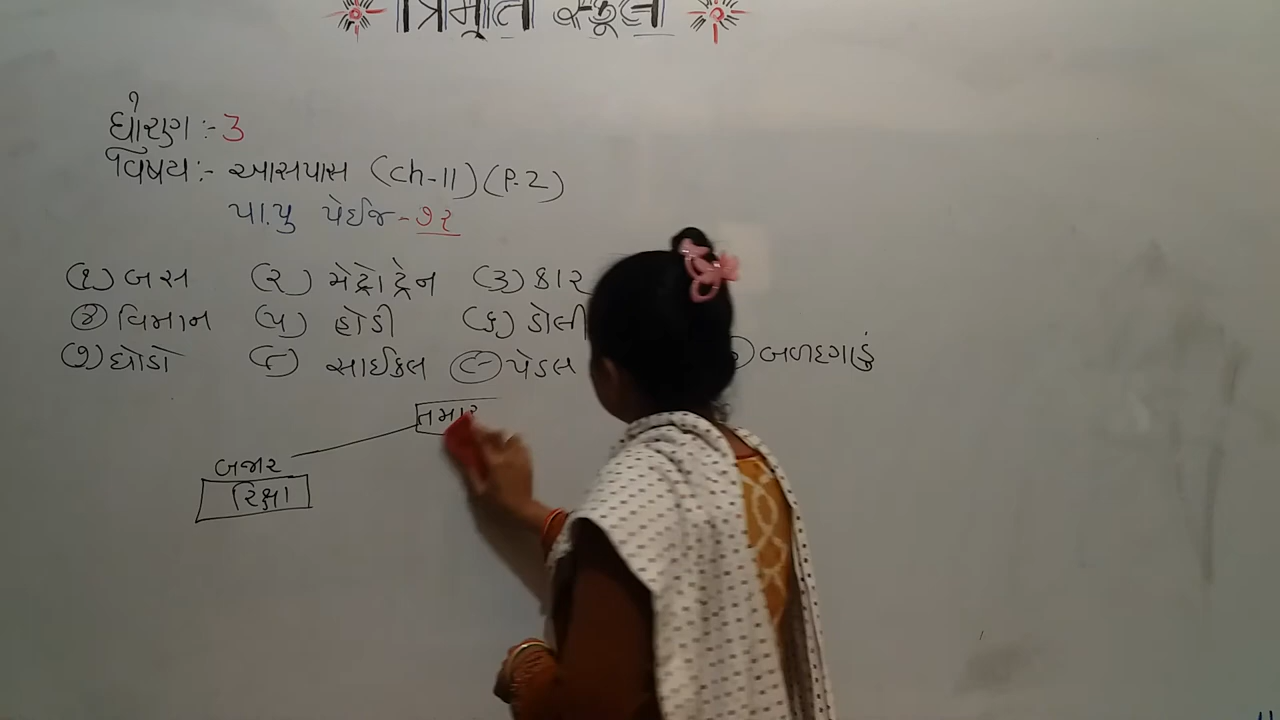 ત્રિમૂર્તિ સ્કૂલ
ધોરણ :- 3
વિષય :- આસપાસ (ch-11) (P.2)
પા.પુ પેઈજ - ૭૨
(૧) બસ (૨) મેટ્રો ટ્રેન (૩) કાર
(૪) વિમાન (૫) હોડી (૬) ડોલી
(૭) ઘોડો (૮) સાઈકલ (૯) પેડલ બળદગાડું
તમાર
બજાર
રિક્ષા